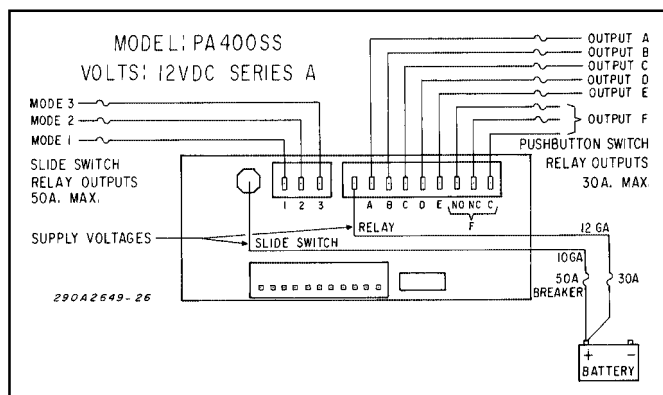 MODEL: PA400SS
VOLTS: 12VDC SERIES A
OUTPUT A
OUTPUT B
OUTPUT C
OUTPUT D
OUTPUT E
OUTPUT F
PUSHBUTTON SWITCH
RELAY OUTPUTS
30A. MAX.
MODE 3
MODE 2
MODE 1
SLIDE SWITCH
RELAY OUTPUTS
50A. MAX.
1 2 3
A B C D E NO NC C
F
SUPPLY VOLTAGES
RELAY
SLIDE SWITCH
12 GA
10GA
50A
BREAKER
30A
290A2649-26
+ -
BATTERY